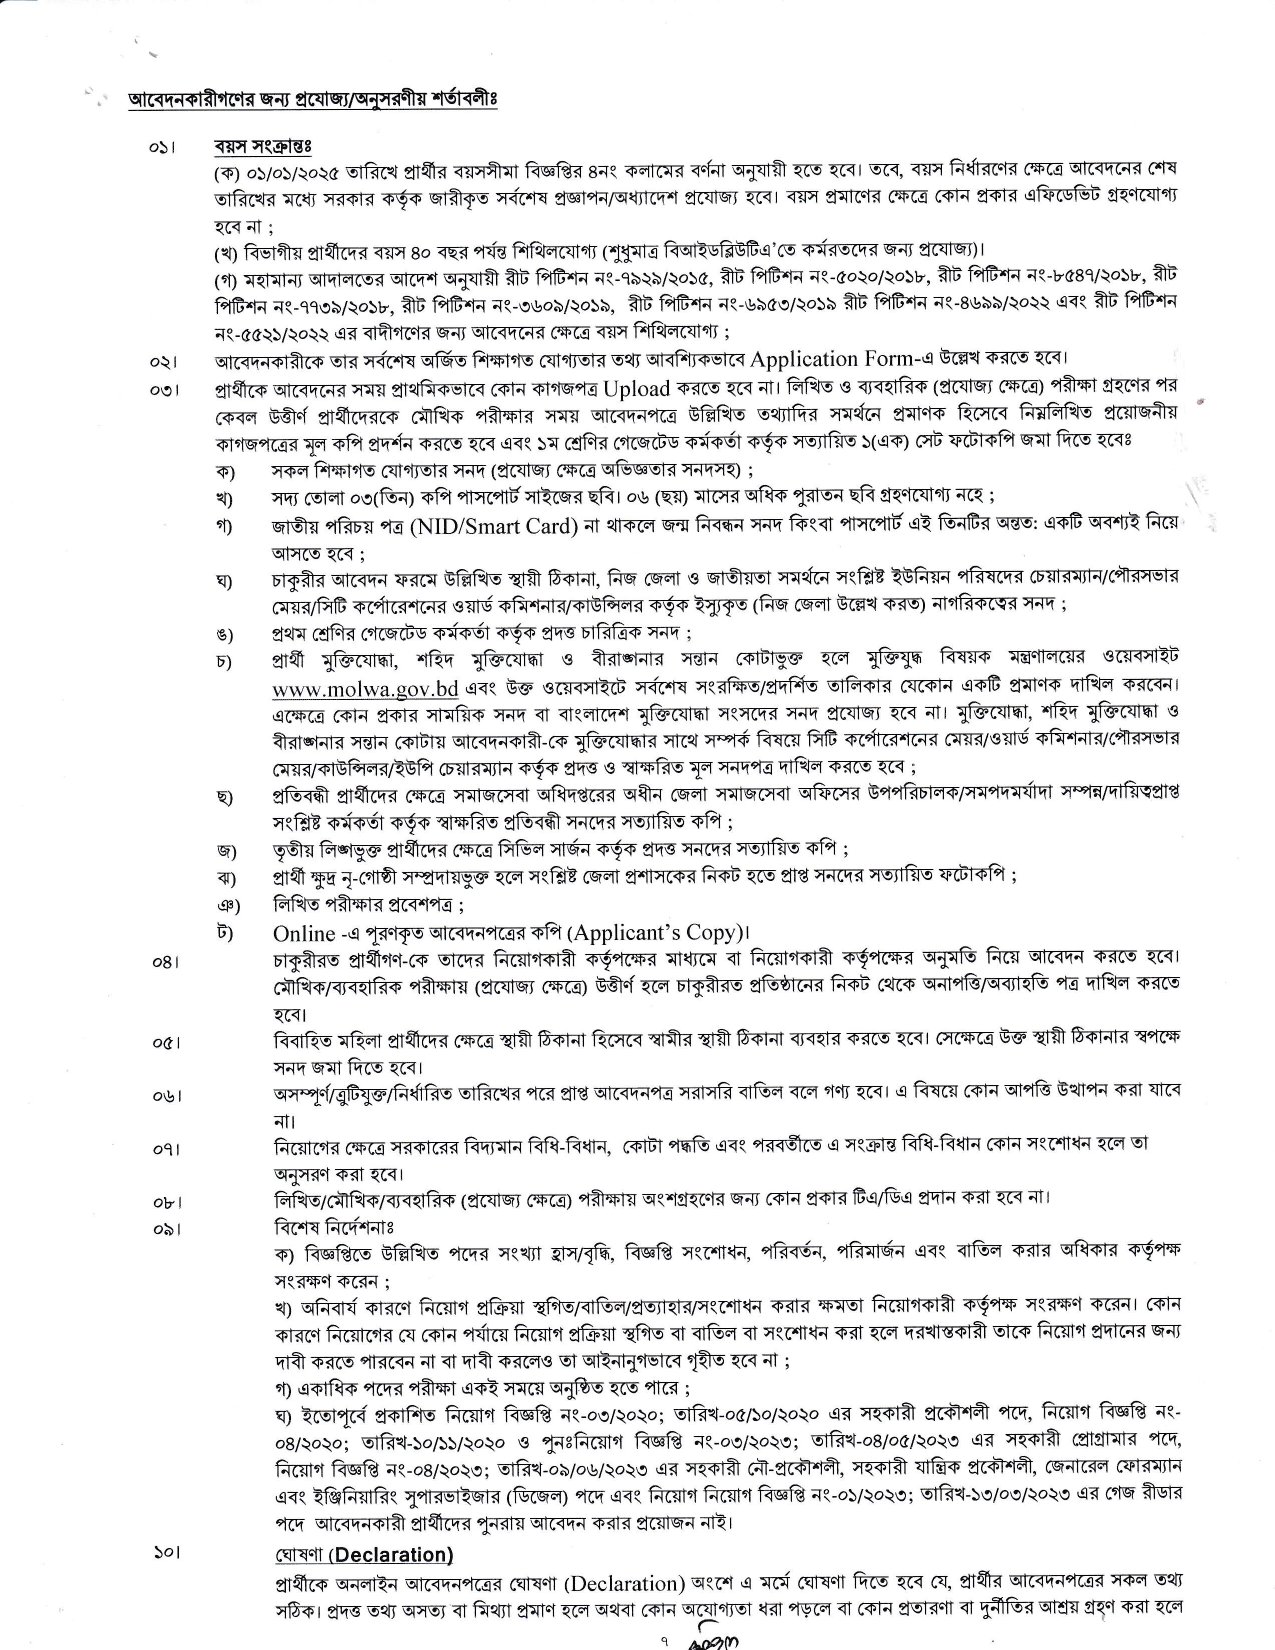 আবেদনকারীগণের জন্য প্রযোজ্য/অনুসরণীয় শর্তাবলীঃ
০১। বয়স সংক্রান্তঃ
(ক) ০১/০১/২০২৫ তারিখে প্রার্থীর বয়সসীমা বিজ্ঞপ্তির ৪নং কলামের বর্ণনা অনুযায়ী হতে হবে। তবে, বয়স নির্ধারণের ক্ষেত্রে আবেদনের শেষ
তারিখের মধ্যে সরকার কর্তৃক জারীকৃত সর্বশেষ প্রজ্ঞাপন/অধ্যাদেশ প্রযোজ্য হবে। বয়স প্রমাণের ক্ষেত্রে কোন প্রকার এফিডেভিট গ্রহণযোগ্য
হবে না ;
(খ) বিভাগীয় প্রার্থীদের বয়স ৪০ বছর পর্যন্ত শিথিলযোগ্য (শুধুমাত্র বিআইডব্লিউটিএ'তে কর্মরতদের জন্য প্রযোজ্য)।
(গ) মহামান্য আদালতের আদেশ অনুযায়ী রীট পিটিশন নং-৭৯২৯/২০১৫, রীট পিটিশন নং-৫০২০/২০১৮, রীট পিটিশন নং-৮৫৪৭/২০১৮, রীট
পিটিশন নং-৭৭৩৯/২০১৮, রীট পিটিশন নং-৩৬০৯/২০১৯, রীট পিটিশন নং-৬৯৫৩/২০১৯ রীট পিটিশন নং-৪৬৯৯/২০২২ এবং রীট পিটিশন
নং-৫৫২১/২০২২ এর বাদীগণের জন্য আবেদনের ক্ষেত্রে বয়স শিথিলযোগ্য ;
০২। আবেদনকারীকে তার সর্বশেষ অর্জিত শিক্ষাগত যোগ্যতার তথ্য আবশ্যিকভাবে Application Form-এ উল্লেখ করতে হবে।
০৩। প্রার্থীকে আবেদনের সময় প্রাথমিকভাবে কোন কাগজপত্র Upload করতে হবে না। লিখিত ও ব্যবহারিক (প্রযোজ্য ক্ষেত্রে) পরীক্ষা গ্রহণের পর
কেবল উত্তীর্ণ প্রার্থীদেরকে মৌখিক পরীক্ষার সময় আবেদনপত্রে উল্লিখিত তথ্যাদির সমর্থনে প্রমাণক হিসেবে নিম্নলিখিত প্রয়োজনীয়
কাগজপত্রের মূল কপি প্রদর্শন করতে হবে এবং ১ম শ্রেণির গেজেটেড কর্মকর্তা কর্তৃক সত্যায়িত ১(এক) সেট ফটোকপি জমা দিতে হবেঃ
ক) সকল শিক্ষাগত যোগ্যতার সনদ (প্রযোজ্য ক্ষেত্রে অভিজ্ঞতার সনদসহ) ;
খ) সদ্য তোলা ০৩(তিন) কপি পাসপোর্ট সাইজের ছবি। ০৬ (ছয়) মাসের অধিক পুরাতন ছবি গ্রহণযোগ্য নহে ;
গ) জাতীয় পরিচয় পত্র (NID/Smart Card) না থাকলে জন্ম নিবন্ধন সনদ কিংবা পাসপোর্ট এই তিনটির অন্তত: একটি অবশ্যই নিয়ে
আসতে হবে ;
ঘ) চাকুরীর আবেদন ফরমে উল্লিখিত স্থায়ী ঠিকানা, নিজ জেলা ও জাতীয়তা সমর্থনে সংশ্লিষ্ট ইউনিয়ন পরিষদের চেয়ারম্যান/পৌরসভার
মেয়র/সিটি কর্পোরেশনের ওয়ার্ড কমিশনার/কাউন্সিলর কর্তৃক ইস্যুকৃত (নিজ জেলা উল্লেখ করত) নাগরিকত্বের সনদ ;
ঙ) প্রথম শ্রেণির গেজেটেড কর্মকর্তা কর্তৃক প্রদত্ত চারিত্রিক সনদ ;
চ) প্রার্থী মুক্তিযোদ্ধা, শহিদ মুক্তিযোদ্ধা ও বীরাঙ্গনার সন্তান কোটাভুক্ত হলে মুক্তিযুদ্ধ বিষয়ক মন্ত্রণালয়ের ওয়েবসাইট
www.molwa.gov.bd এবং উক্ত ওয়েবসাইটে সর্বশেষ সংরক্ষিত/প্রদর্শিত তালিকার যেকোন একটি প্রমাণক দাখিল করবেন।
এক্ষেত্রে কোন প্রকার সাময়িক সনদ বা বাংলাদেশ মুক্তিযোদ্ধা সংসদের সনদ প্রযোজ্য হবে না। মুক্তিযোদ্ধা, শহিদ মুক্তিযোদ্ধা ও
বীরাঙ্গনার সন্তান কোটায় আবেদনকারী-কে মুক্তিযোদ্ধার সাথে সম্পর্ক বিষয়ে সিটি কর্পোরেশনের মেয়র/ওয়ার্ড কমিশনার/পৌরসভার
মেয়র/কাউন্সিলর/ইউপি চেয়ারম্যান কর্তৃক প্রদত্ত ও স্বাক্ষরিত মূল সনদপত্র দাখিল করতে হবে ;
ছ) প্রতিবন্ধী প্রার্থীদের ক্ষেত্রে সমাজসেবা অধিদপ্তরের অধীন জেলা সমাজসেবা অফিসের উপপরিচালক/সমপদমর্যাদা সম্পন্ন/দায়িত্বপ্রাপ্ত
সংশ্লিষ্ট কর্মকর্তা কর্তৃক স্বাক্ষরিত প্রতিবন্ধী সনদের সত্যায়িত কপি ;
জ) তৃতীয় লিঙ্গভুক্ত প্রার্থীদের ক্ষেত্রে সিভিল সার্জন কর্তৃক প্রদত্ত সনদের সত্যায়িত কপি ;
ঝ) প্রার্থী ক্ষুদ্র নৃ-গোষ্ঠী সম্প্রদায়ভুক্ত হলে সংশ্লিষ্ট জেলা প্রশাসকের নিকট হতে প্রাপ্ত সনদের সত্যায়িত ফটোকপি ;
ঞ) লিখিত পরীক্ষার প্রবেশপত্র ;
ট) Online -এ পূরণকৃত আবেদনপত্রের কপি (Applicant's Copy)।
০৪। চাকুরীরত প্রার্থীগণ-কে তাদের নিয়োগকারী কর্তৃপক্ষের মাধ্যমে বা নিয়োগকারী কর্তৃপক্ষের অনুমতি নিয়ে আবেদন করতে হবে।
মৌখিক/ব্যবহারিক পরীক্ষায় (প্রযোজ্য ক্ষেত্রে) উত্তীর্ণ হলে চাকুরীরত প্রতিষ্ঠানের নিকট থেকে অনাপত্তি/অব্যাহতি পত্র দাখিল করতে
হবে।
০৫। বিবাহিত মহিলা প্রার্থীদের ক্ষেত্রে স্থায়ী ঠিকানা হিসেবে স্বামীর স্থায়ী ঠিকানা ব্যবহার করতে হবে। সেক্ষেত্রে উক্ত স্থায়ী ঠিকানার স্বপক্ষে
সনদ জমা দিতে হবে।
০৬। অসম্পূর্ণ/ত্রুটিযুক্ত/নির্ধারিত তারিখের পরে প্রাপ্ত আবেদনপত্র সরাসরি বাতিল বলে গণ্য হবে। এ বিষয়ে কোন আপত্তি উত্থাপন করা যাবে
না।
০৭। নিয়োগের ক্ষেত্রে সরকারের বিদ্যমান বিধি-বিধান, কোটা পদ্ধতি এবং পরবর্তীতে এ সংক্রান্ত বিধি-বিধান কোন সংশোধন হলে তা
অনুসরণ করা হবে।
০৮। লিখিত/মৌখিক/ব্যবহারিক (প্রযোজ্য ক্ষেত্রে) পরীক্ষায় অংশগ্রহণের জন্য কোন প্রকার টিএ/ডিএ প্রদান করা হবে না।
০৯। বিশেষ নির্দেশনাঃ
ক) বিজ্ঞপ্তিতে উল্লিখিত পদের সংখ্যা হ্রাস/বৃদ্ধি, বিজ্ঞপ্তি সংশোধন, পরিবর্তন, পরিমার্জন এবং বাতিল করার অধিকার কর্তৃপক্ষ
সংরক্ষণ করেন ;
খ) অনিবার্য কারণে নিয়োগ প্রক্রিয়া স্থগিত/বাতিল/প্রত্যাহার/সংশোধন করার ক্ষমতা নিয়োগকারী কর্তৃপক্ষ সংরক্ষণ করেন। কোন
কারণে নিয়োগের যে কোন পর্যায়ে নিয়োগ প্রক্রিয়া স্থগিত বা বাতিল বা সংশোধন করা হলে দরখাস্তকারী তাকে নিয়োগ প্রদানের জন্য
দাবী করতে পারবেন না বা দাবী করলেও তা আইনানুগভাবে গৃহীত হবে না ;
গ) একাধিক পদের পরীক্ষা একই সময়ে অনুষ্ঠিত হতে পারে ;
ঘ) ইতোপূর্বে প্রকাশিত নিয়োগ বিজ্ঞপ্তি নং-০৩/২০২০; তারিখ-০৫/১০/২০২০ এর সহকারী প্রকৌশলী পদে, নিয়োগ বিজ্ঞপ্তি নং-
০৪/২০২০; তারিখ-১০/১১/২০২০ ও পুনঃনিয়োগ বিজ্ঞপ্তি নং-০৩/২০২৩; তারিখ-০৪/০৫/২০২৩ এর সহকারী প্রোগ্রামার পদে,
নিয়োগ বিজ্ঞপ্তি নং-০৪/২০২৩; তারিখ-০৯/০৬/২০২৩ এর সহকারী নৌ-প্রকৌশলী, সহকারী যান্ত্রিক প্রকৌশলী, জেনারেল ফোরম্যান
এবং ইঞ্জিনিয়ারিং সুপারভাইজার (ডিজেল) পদে এবং নিয়োগ নিয়োগ বিজ্ঞপ্তি নং-০১/২০২৩; তারিখ-১৩/০৩/২০২৩ এর গেজ রীডার
পদে আবেদনকারী প্রার্থীদের পুনরায় আবেদন করার প্রয়োজন নাই।
১০। ঘোষণা (Declaration)
প্রার্থীকে অনলাইন আবেদনপত্রের ঘোষণা (Declaration) অংশে এ মর্মে ঘোষণা দিতে হবে যে, প্রার্থীর আবেদনপত্রের সকল তথ্য
সঠিক। প্রদত্ত তথ্য অসত্য বা মিথ্যা প্রমাণ হলে অথবা কোন অযোগ্যতা ধরা পড়লে বা কোন প্রতারণা বা দুর্নীতির আশ্রয় গ্রহণ করা হলে
৭